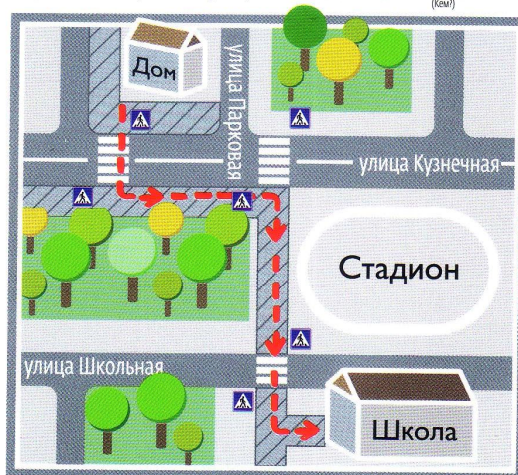 (Кем?)
Дом
улица Парковая
улица Кузнечная
Стадион
улица Школьная
Школа